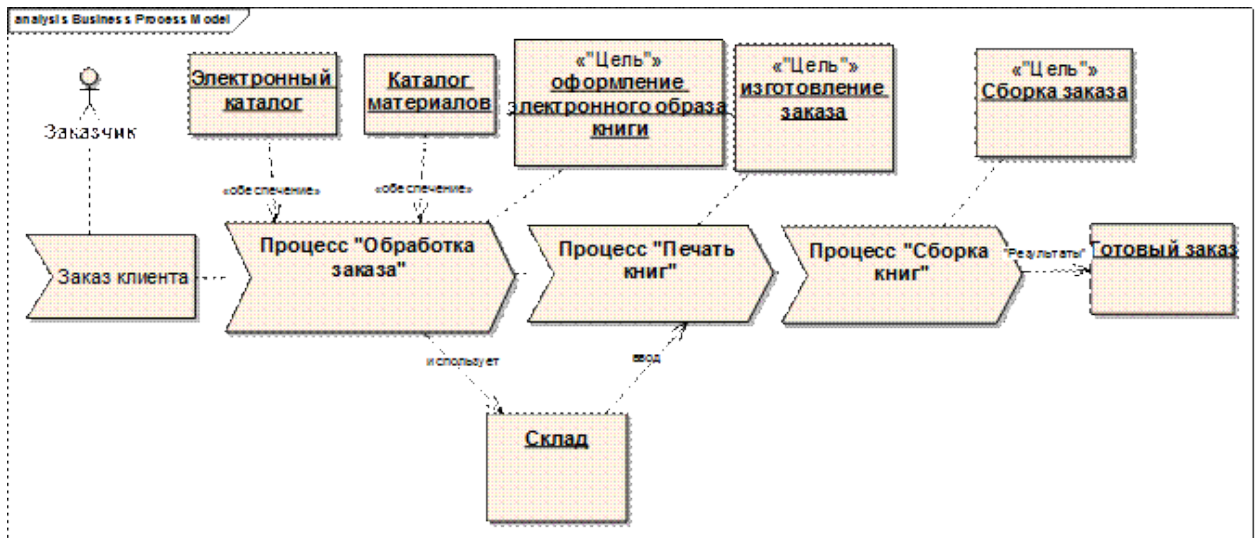 analysis Business Process Model
Заказчик
Электронный
каталог
Каталог
материалов
«"Цель"»
оформление
электронного образа
книги
«"Цель"»
изготовление
заказа
«"Цель"»
Сборка заказа
«обеспечение»
«обеспечение»
Заказ клиента
Процесс "Обработка
заказа"
Процесс "Печать
книг"
Процесс "Сборка
книг"
"Результаты"
Готовый заказ
использует
ввод
Склад